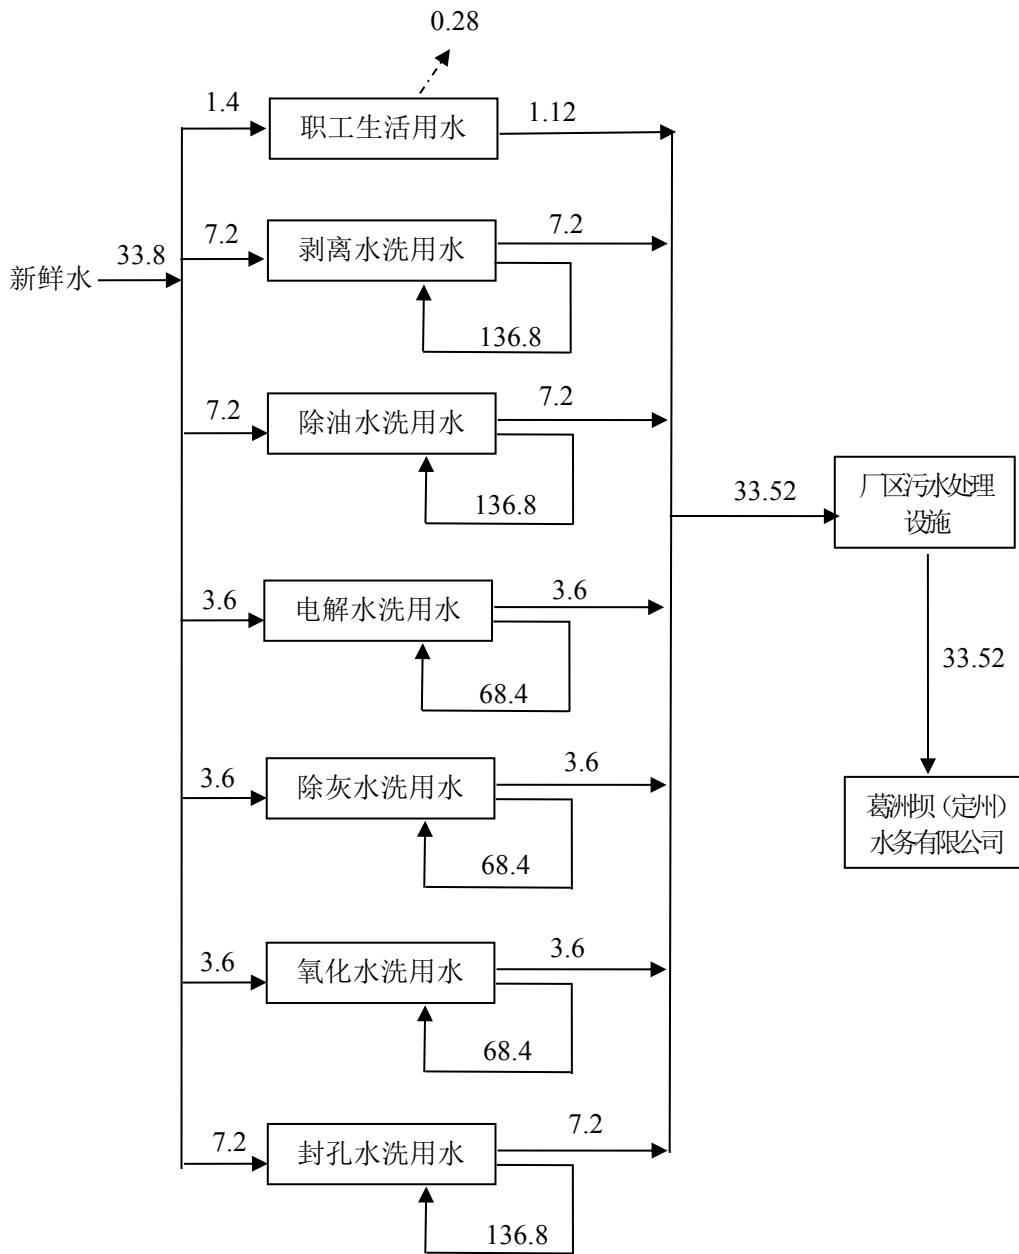 0.28
1.4
职工生活用水
1.12
新鲜水
33.8
7.2
剥离水洗用水
7.2
136.8
7.2
除油水洗用水
7.2
136.8
3.6
电解水洗用水
3.6
68.4
3.6
除灰水洗用水
3.6
68.4
3.6
氧化水洗用水
3.6
68.4
7.2
封孔水洗用水
7.2
136.8
33.52
厂区污水处理
设施
33.52
葛洲坝（定州）
水务有限公司